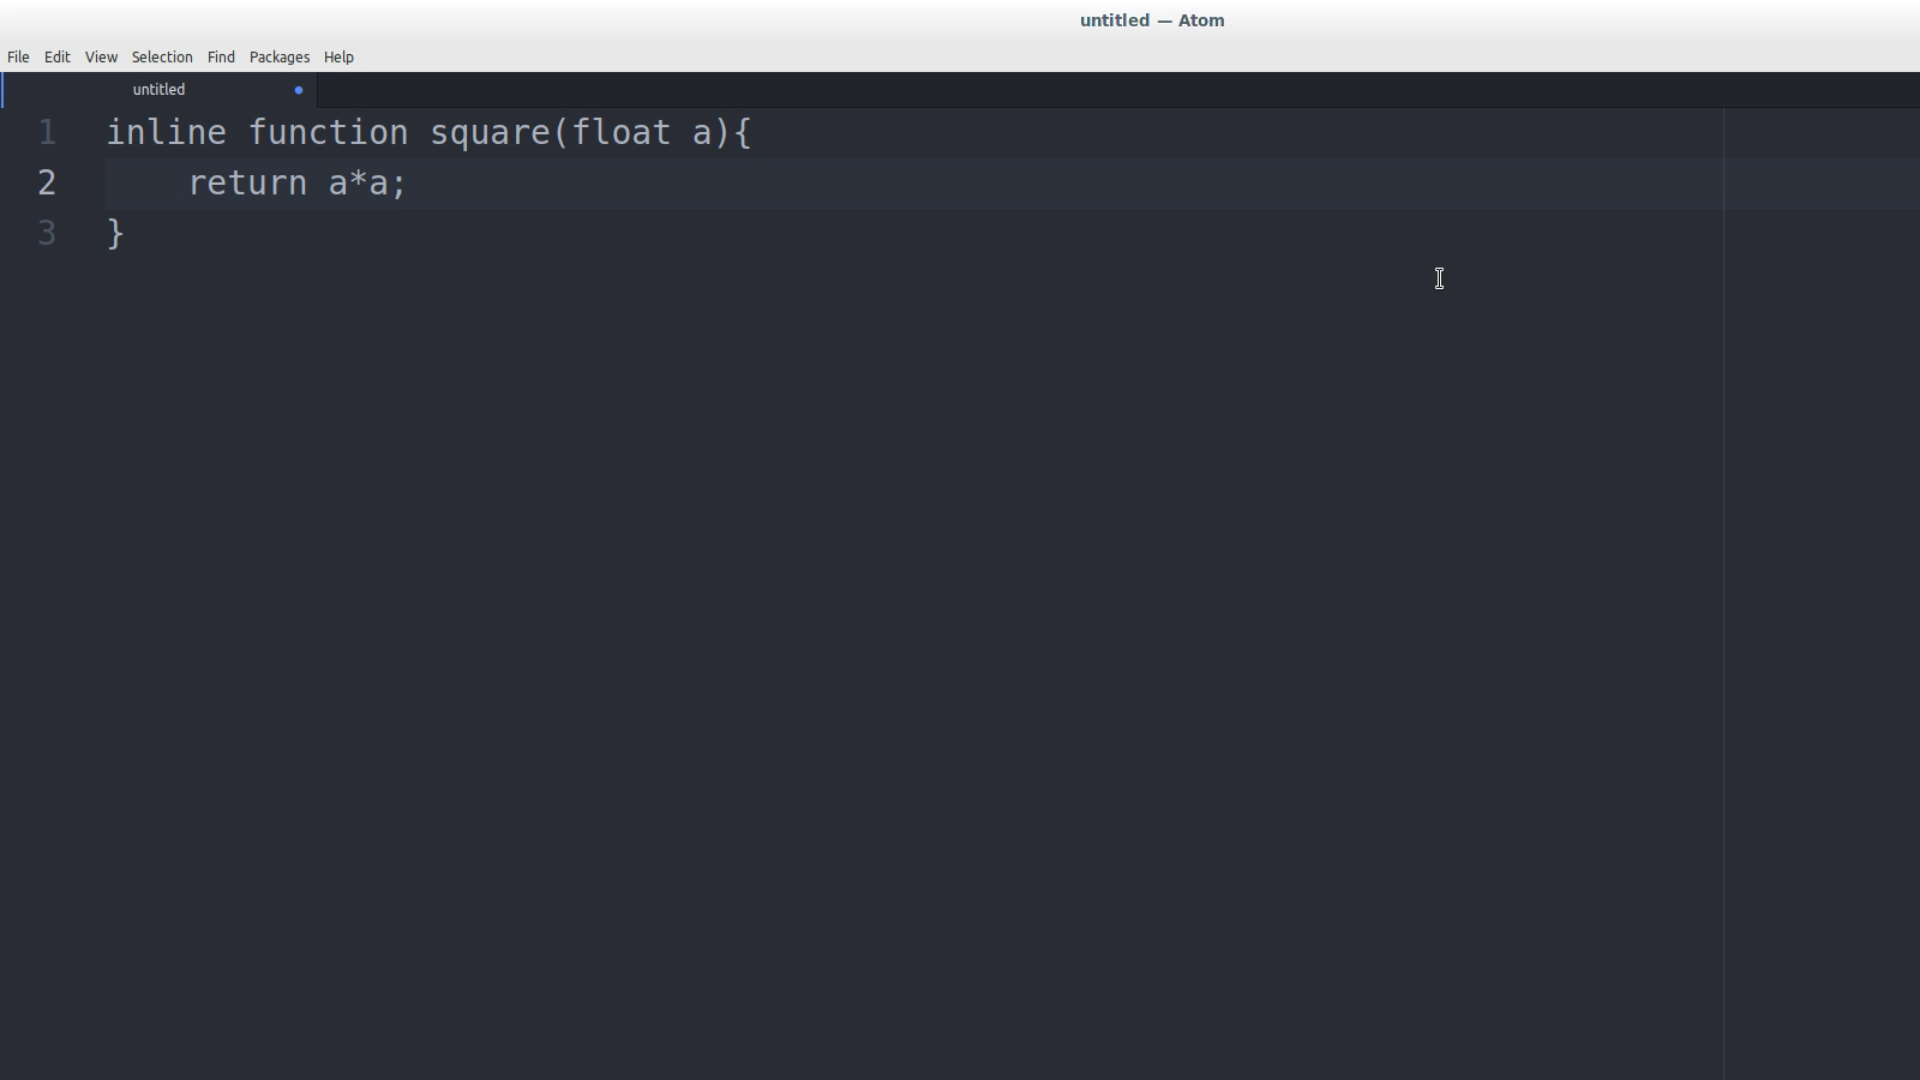 untitled — Atom
File Edit View Selection Find Packages Help
untitled
1 inline function square(float a){
2     return a*a;
3 }